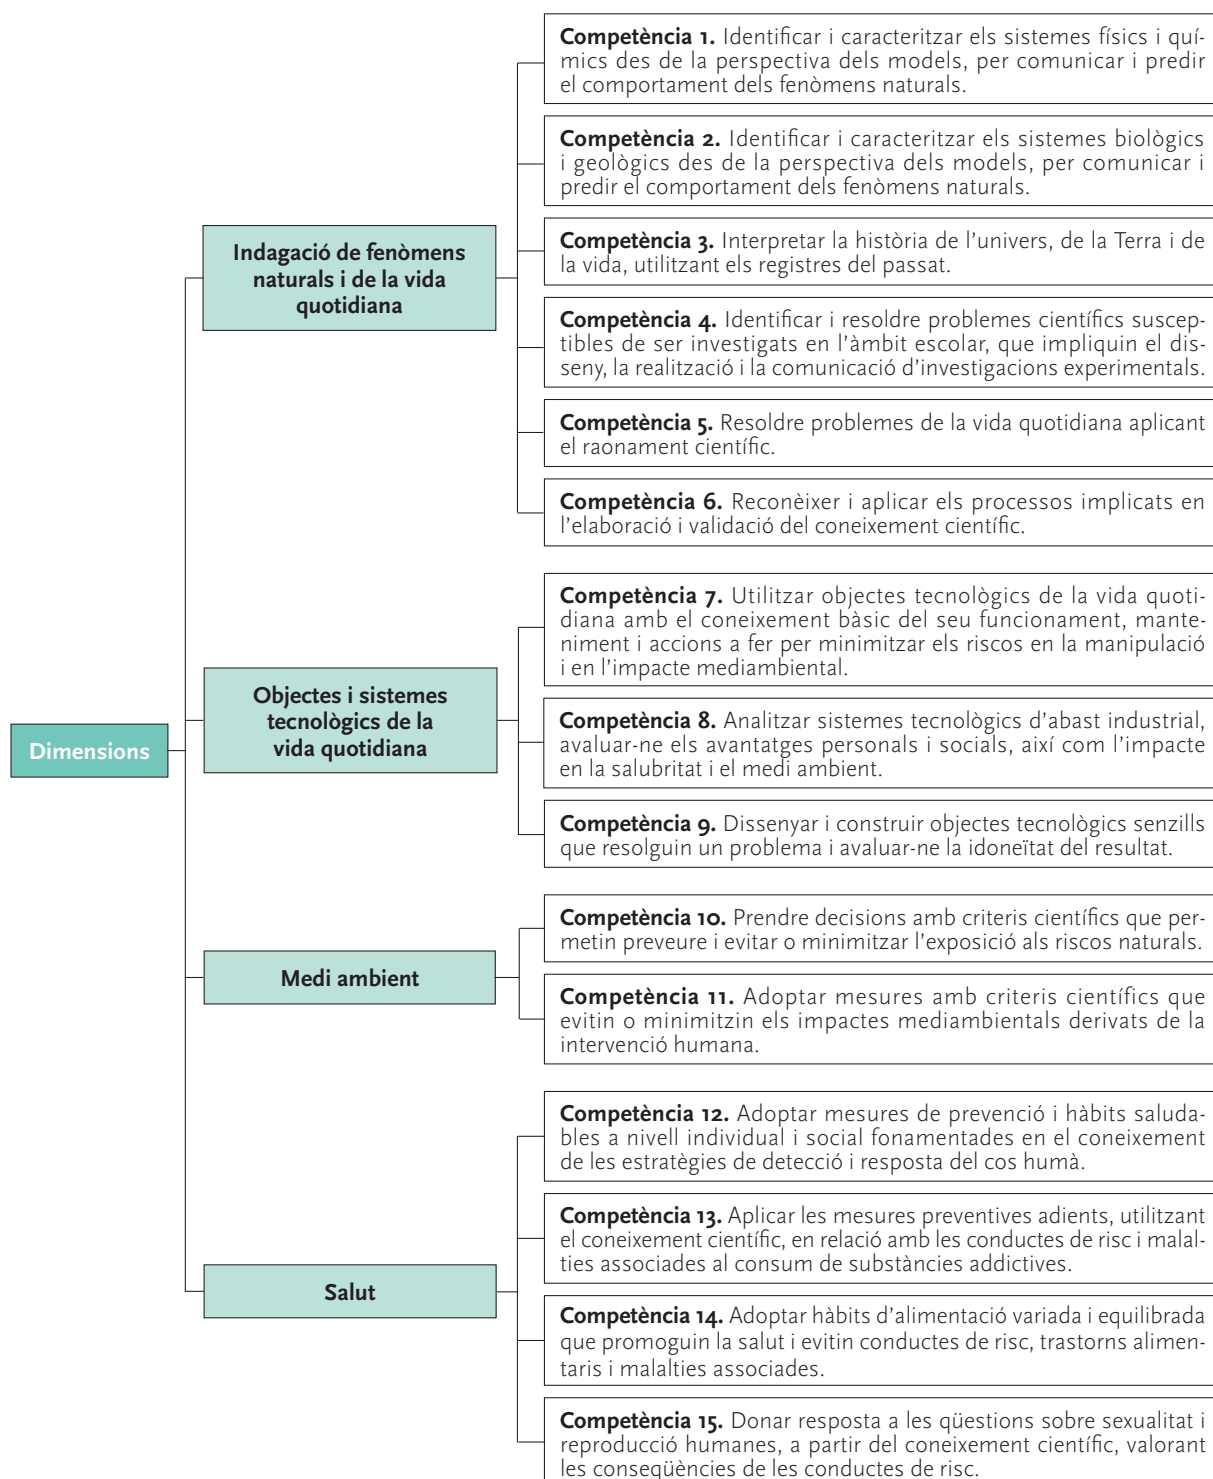 Competència 1. Identificar i caracteritzar els sistemes físics i quí-
mics des de la perspectiva dels models, per comunicar i predir
el comportament dels fenòmens naturals.
Competència 2. Identificar i caracteritzar els sistemes biològics
i geològics des de la perspectiva dels models, per comunicar i
predir el comportament dels fenòmens naturals.
Indagació de fenòmens
naturals i de la vida
quotidiana
Competència 3. Interpretar la història de l’univers, de la Terra i de
la vida, utilitzant els registres del passat.
Competència 4. Identificar i resoldre problemes científics suscep-
tibles de ser investigats en l’àmbit escolar, que impliquin el dis-
seny, la realització i la comunicació d’investigacions experimentals.
Competència 5. Resoldre problemes de la vida quotidiana aplicant
el raonament científic.
Competència 6. Reconèixer i aplicar els processos implicats en
l’elaboració i validació del coneixement científic.
Competència 7. Utilitzar objectes tecnològics de la vida quoti-
diana amb el coneixement bàsic del seu funcionament, mante-
niment i accions a fer per minimitzar els riscos en la manipulació
i en l’impacte mediambiental.
Objectes i sistemes
tecnològics de la
vida quotidiana
Dimensions
Competència 8. Analitzar sistemes tecnològics d’abast industrial,
avaluar-ne els avantatges personals i socials, així com l’impacte
en la salubritat i el medi ambient.
Competència 9. Dissenyar i construir objectes tecnològics senzills
que resolguin un problema i avaluar-ne la idoneïtat del resultat.
Competència 10. Prendre decisions amb criteris científics que per-
metin preveure i evitar o minimitzar l’exposició als riscos naturals.
Medi ambient
Competència 11. Adoptar mesures amb criteris científics que
evitin o minimitzin els impactes mediambientals derivats de la
intervenció humana.
Competència 12. Adoptar mesures de prevenció i hàbits saluda-
bles a nivell individual i social fonamentades en el coneixement
de les estratègies de detecció i resposta del cos humà.
Competència 13. Aplicar les mesures preventives adients, utilitzant
el coneixement científic, en relació amb les conductes de risc i malal-
ties associades al consum de substàncies addictives.
Salut
Competència 14. Adoptar hàbits d’alimentació variada i equilibrada
que promoguin la salut i evitin conductes de risc, trastorns alimen-
taris i malalties associades.
Competència 15. Donar resposta a les qüestions sobre sexualitat i
reproducció humanes, a partir del coneixement científic, valorant
les conseqüències de les conductes de risc.